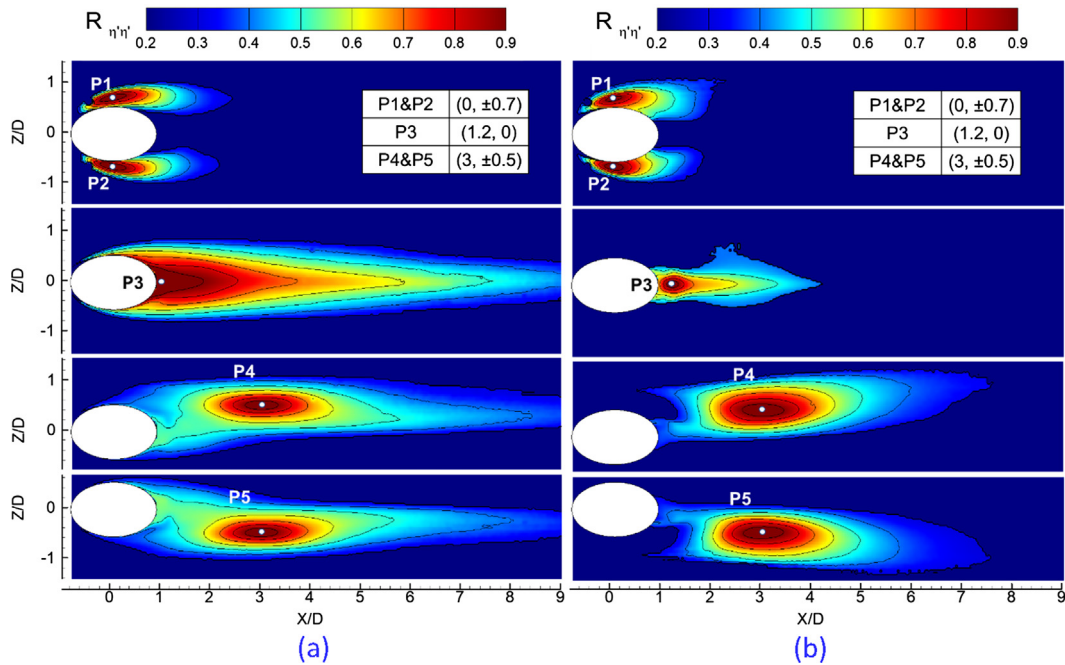 R η'η' 0.2 0.3 0.4 0.5 0.6 0.7 0.8 0.9
R η'η' 0.2 0.3 0.4 0.5 0.6 0.7 0.8 0.9
Z/D
1
0
-1
P1
P2
P1&P2 (0, ±0.7)
P3 (1.2, 0)
P4&P5 (3, ±0.5)
P1
P2
P1&P2 (0, ±0.7)
P3 (1.2, 0)
P4&P5 (3, ±0.5)
Z/D
1
0
-1
P3
P3
Z/D
1
0
P4
P4
Z/D
0
-1
P5
P5
0 1 2 3 4 5 6 7 8 9
X/D
0 1 2 3 4 5 6 7 8 9
X/D
(a)
(b)